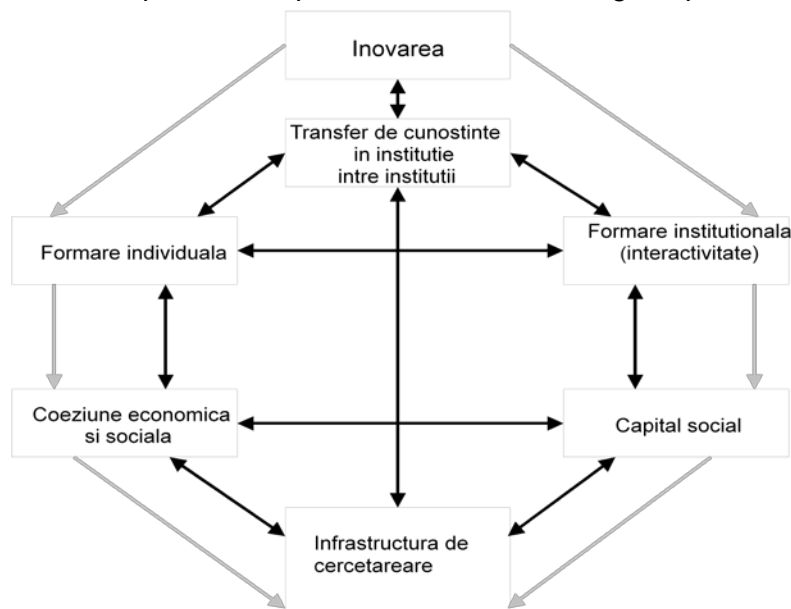 Inovarea
Transfer de cunostinte
in institutie
intre institutii
Formare individuala
Formare institutionala
(interactivitate)
Coeziune economica
si sociala
Capital social
Infrastructura de
cercetareare